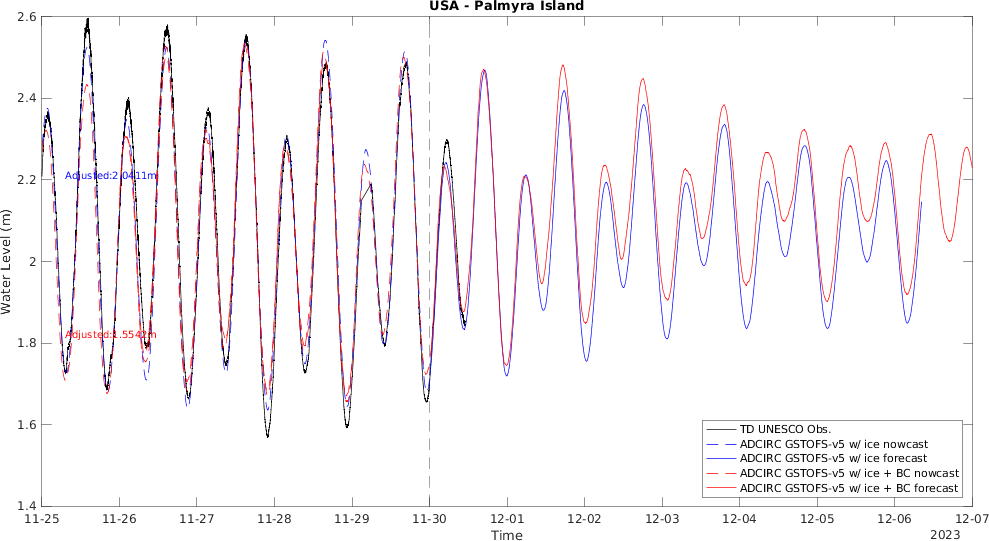 USA - Palmyra Island
2.6
2.4
2.2
2
1.8
1.6
1.4
Water Level (m)
Adjusted:2.0411m
Adjusted:1.5542m
TD UNESCO Obs.
ADCIRC GSTOFS-v5 w/ ice nowcast
ADCIRC GSTOFS-v5 w/ ice forecast
ADCIRC GSTOFS-v5 w/ ice + BC nowcast
ADCIRC GSTOFS-v5 w/ ice + BC forecast
11-25 11-26 11-27 11-28 11-29 11-30 12-01 12-02 12-03 12-04 12-05 12-06 12-07
Time
2023